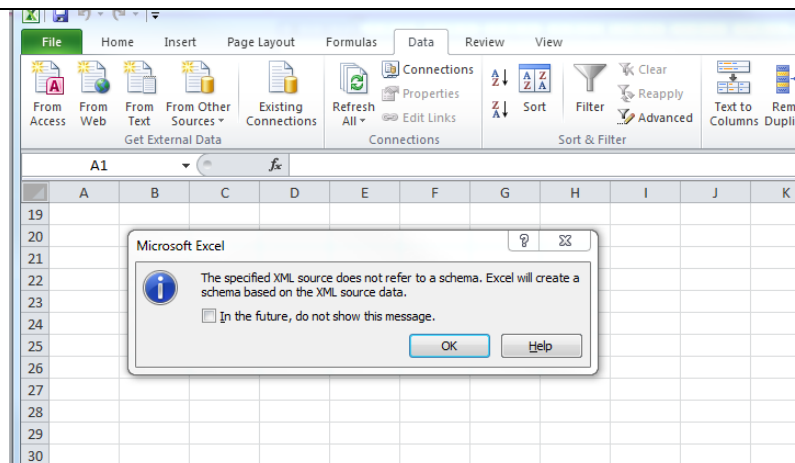 File Home Insert Page Layout Formulas Data Review View
From Access
From Web
From Text
From Other Sources
Existing Connections
Get External Data
Refresh All
Connections
Properties
Edit Links
Connections
A Z
Z A
A Z Z A
Sort
Filter
Clear
Reapply
Advanced
Sort & Filter
Text to Columns
Rem
Dupli
A1 fx
A B C D E F G H I J K
19
20
21
22
23
24
25
26
27
28
29
30
Microsoft Excel
The specified XML source does not refer to a schema. Excel will create a
schema based on the XML source data.
In the future, do not show this message.
OK Help